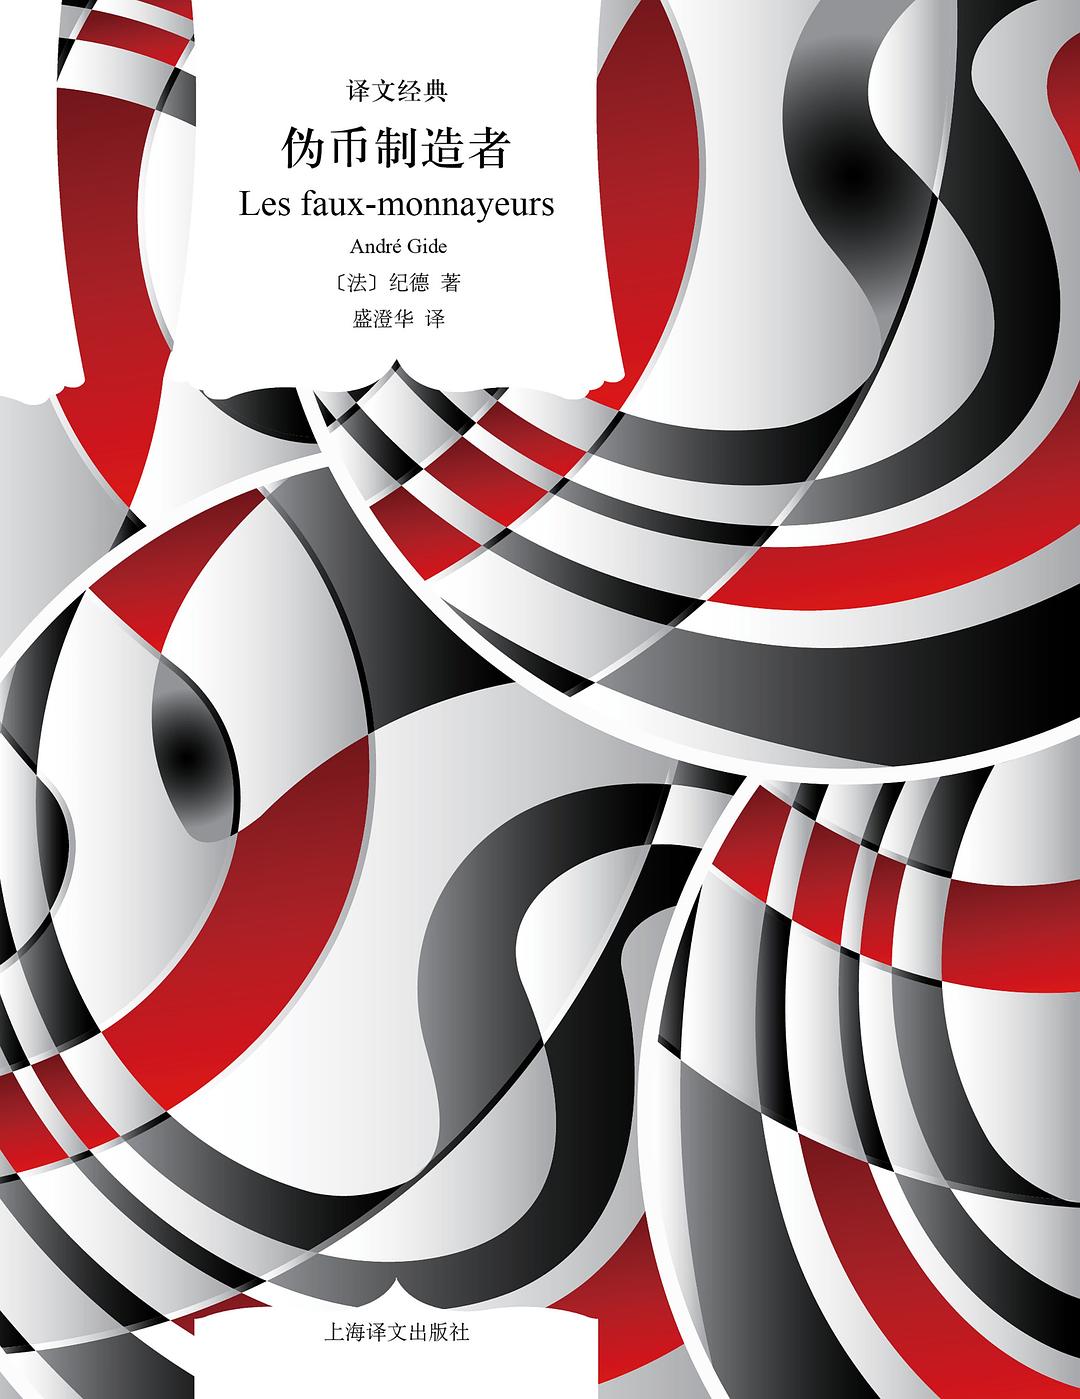 译文经典
伪币制造者
Les faux-monnayeurs
André Gide
〔法〕纪德 著
盛澄华 译
上海译文出版社